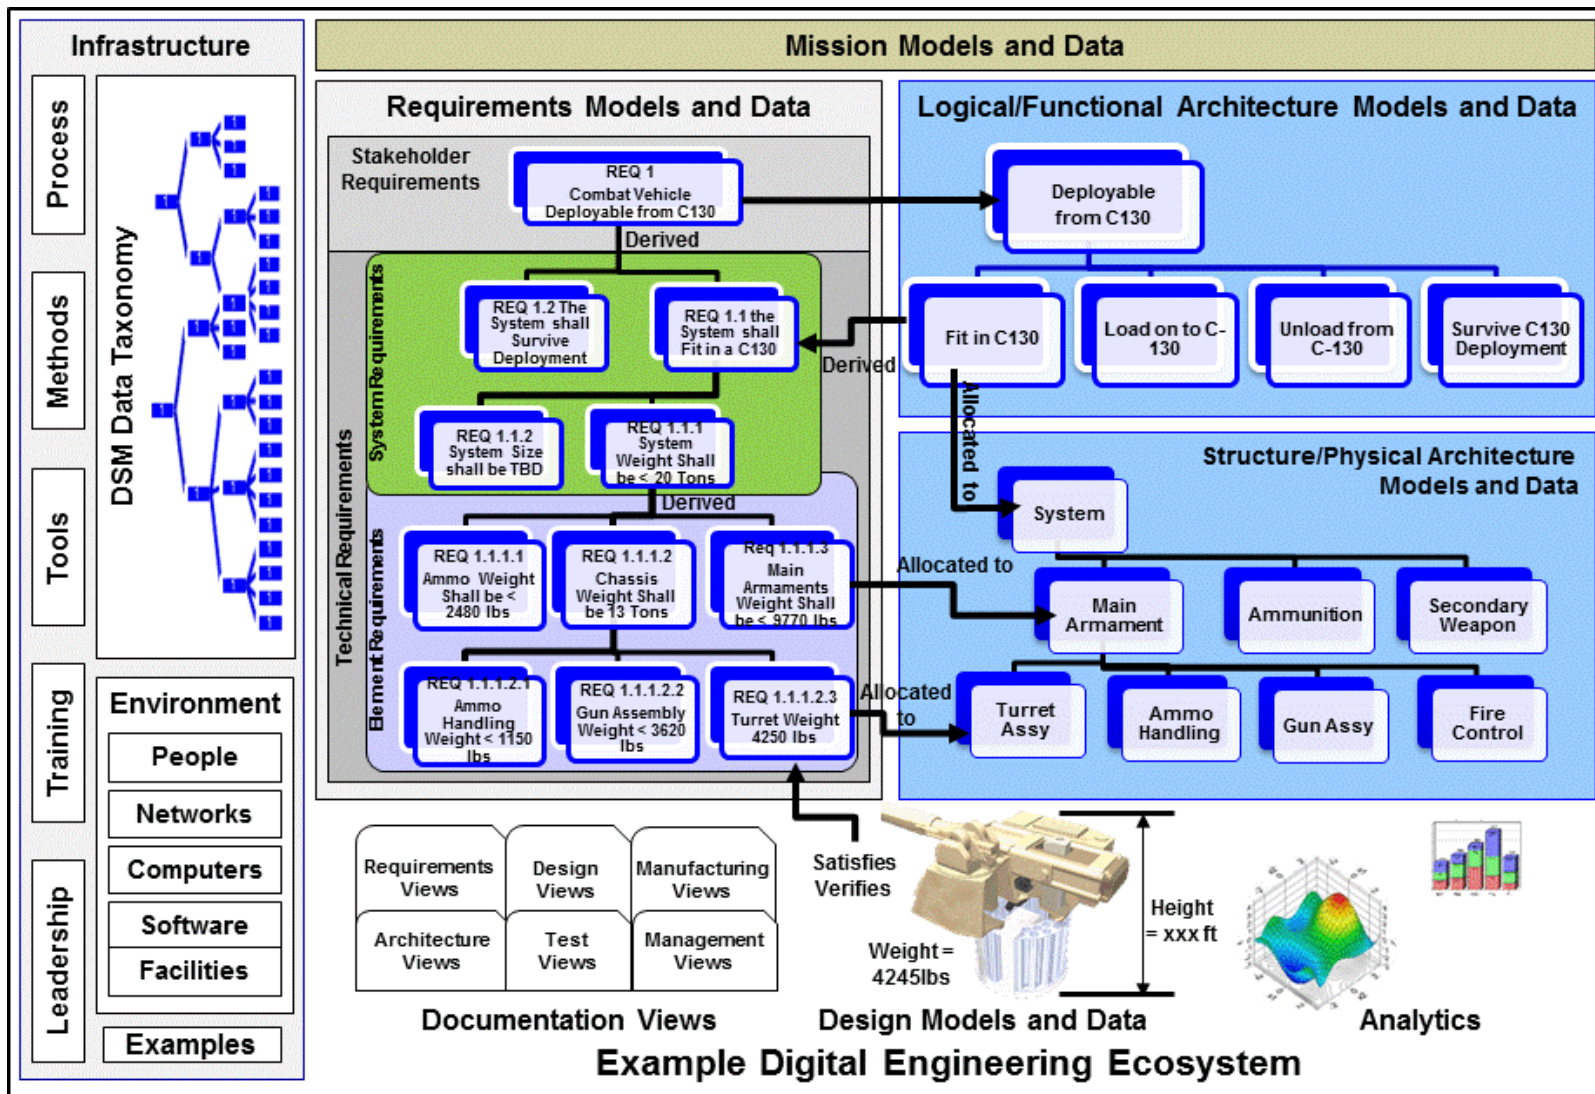 Infrastructure
Process
Methods
Tools
Training
Leadership
DSM Data Taxonomy
Environment
People
Networks
Computers
Software
Facilities
Examples
Mission Models and Data
Requirements Models and Data
Stakeholder
Requirements
REQ 1
Combat Vehicle
Deployable from C130
Derived
Technical Requirements
System Requirements
REQ 1.2 The
System shall
Survive
Deployment
REQ 1.1 the
System shall
Fit in a C130
REQ 1.1.2
System Size
shall be TBD
REQ 1.1.1
System
Weight Shall
be < 20 Tons
Derived
Element Requirements
REQ 1.1.1.1
Ammo Weight
Shall be <
2480 lbs
REQ 1.1.1.2
Chassis
Weight Shall
be 13 Tons
Req 1.1.1.3
Main
Armaments
Weight Shall
be < 9770 lbs
REQ 1.1.1.2.1
Ammo
Handling
Weight < 1150
lbs
REQ 1.1.1.2.2
Gun Assembly
Weight < 3620
lbs
REQ 1.1.1.2.3
Turret Weight
4250 lbs
Logical/Functional Architecture Models and Data
Deployable
from C130
Fit in C130
Load on to C-
130
Unload from
C-130
Survive C130
Deployment
Derived
Allocated to
Structure/Physical Architecture
Models and Data
System
Allocated to
Main
Armament
Ammunition
Secondary
Weapon
Allocated
to
Turret
Assy
Ammo
Handling
Gun Assy
Fire
Control
Requirements
Views
Design
Views
Manufacturing
Views
Architecture
Views
Test
Views
Management
Views
Documentation Views
Satisfies
Verifies
Weight =
4245lbs
Height
= xxx ft
Design Models and Data
Analytics
Example Digital Engineering Ecosystem